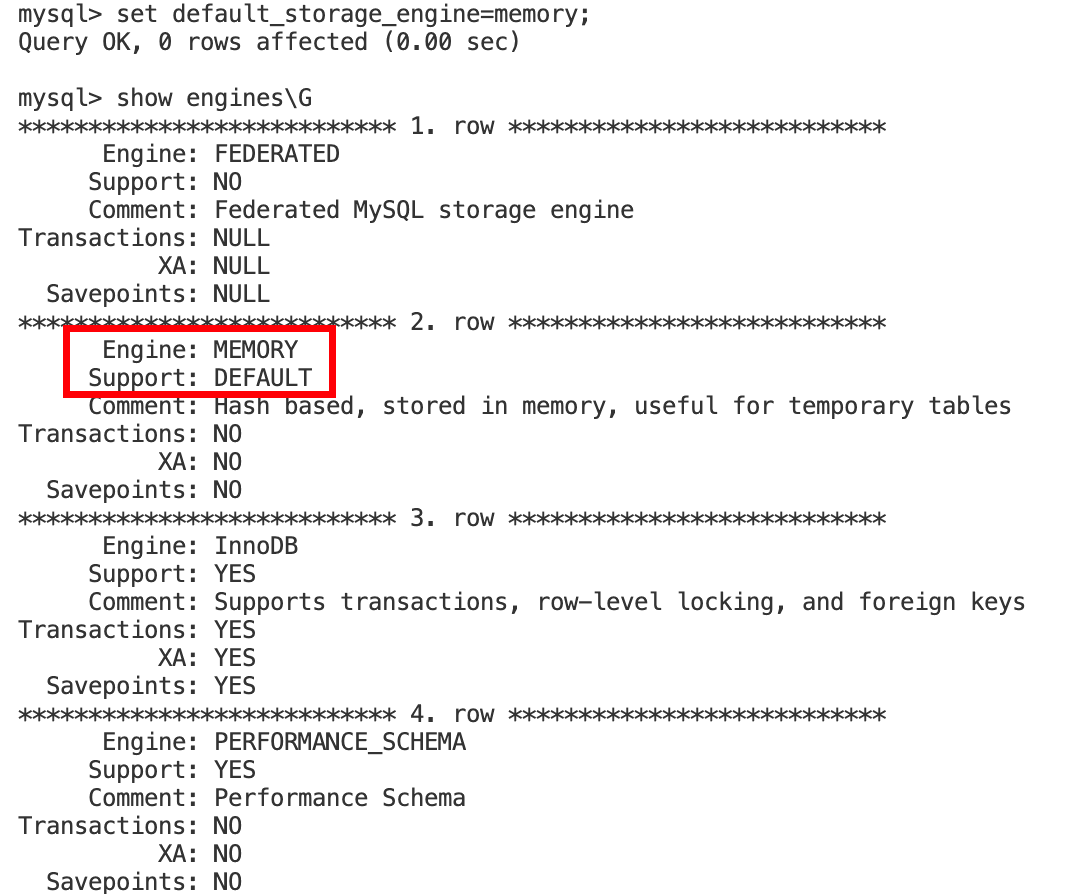 mysql> set default_storage_engine=memory;
Query OK, 0 rows affected (0.00 sec)
mysql> show engines\G
*************************** 1. row ***************************
Engine: FEDERATED
Support: NO
Comment: Federated MySQL storage engine
Transactions: NULL
XA: NULL
Savepoints: NULL
*************************** 2. row ***************************
Engine: MEMORY
Support: DEFAULT
Comment: Hash based, stored in memory, useful for temporary tables
Transactions: NO
XA: NO
Savepoints: NO
*************************** 3. row ***************************
Engine: InnoDB
Support: YES
Comment: Supports transactions, row-level locking, and foreign keys
Transactions: YES
XA: YES
Savepoints: YES
*************************** 4. row ***************************
Engine: PERFORMANCE_SCHEMA
Support: YES
Comment: Performance Schema
Transactions: NO
XA: NO
Savepoints: NO